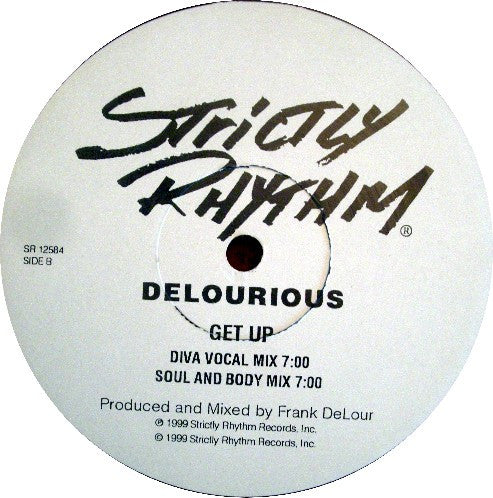 STRICTLY
RHYTHM®
SR 12584
SIDE B
DELOURIOUS
GET UP
DIVA VOCAL MIX 7:00
SOUL AND BODY MIX 7:00
Produced and Mixed by Frank DeLour
℗ 1999 Strictly Rhythm Records, Inc.
© 1999 Strictly Rhythm Records, Inc.